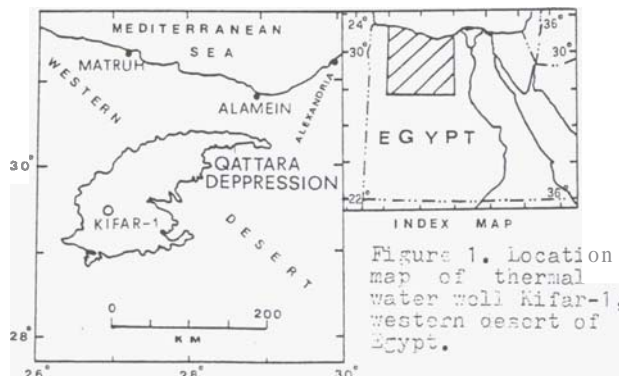 MEDITERRANEAN
SEA
MATRUH
WESTERN
ALAMEIN
ALEXANDRIA
30°
QATTARA
DEPPRESSION
KIFAR-1
DESERT
0 200
KM
28°
26° 28° 30°
24° 36°
30° 30°
EGYPT
22° 36°
INDEX MAP
Figure 1. Location
map of thermal
water well Kifar-1,
western desert of
Egypt.